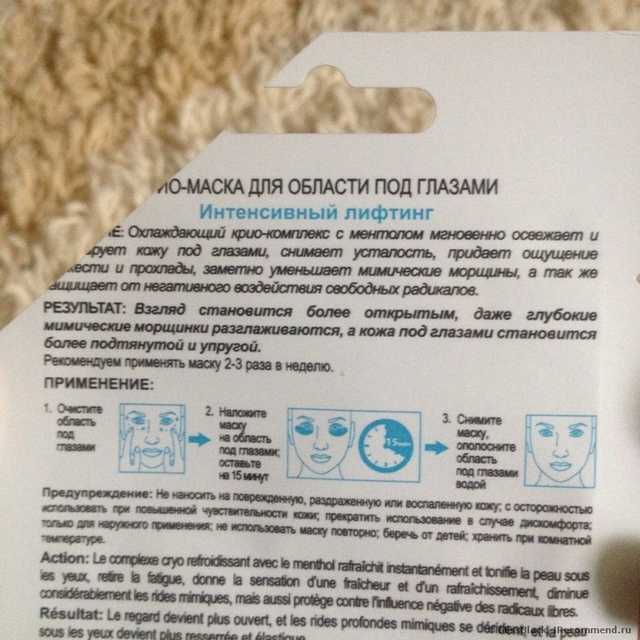 ИО-МАСКА ДЛЯ ОБЛАСТИ ПОД ГЛАЗАМИ
Интенсивный лифтинг
Е: Охлаждающий крио-комплекс с ментолом мгновенно освежает и
ирует кожу под глазами, снимает усталость, придает ощущение
жести и прохлады, заметно уменьшает мимические морщины, а так же
ащищает от негативного воздействия свободных радикалов.
РЕЗУЛЬТАТ: Взгляд становится более открытым, даже глубокие
мимические морщинки разглаживаются, а кожа под глазами становится
более подтянутой и упругой.
Рекомендуем применять маску 2-3 раза в неделю.
ПРИМЕНЕНИЕ:
1. Очистите
область
под
глазами
2. Наложите
маску
на область
под глазами;
оставьте
на 15 минут
15мин
3. Снимите
маску,
ополосните
область
под глазами
водой
Предупреждение: Не наносить на поврежденную, раздраженную или воспаленную кожу; с осторожностью
использовать при повышенной чувствительности кожи; прекратить использование в случае дискомфорта;
только для наружного применения; не использовать маску повторно; беречь от детей; хранить при комнатной
температуре.
Action: Le complexe cryo refroidissant avec le menthol rafraîchit instantanément et tonifie la peau sous
les yeux, retire la fatigue, donne la sensation d'une fraîcheur et d'un rafraîchissement, diminue
considérablement les rides mimiques, mais aussi protège contre l'influence négative des radicaux libres.
Résultat: Le regard devient plus ouvert, et les rides profondes mimiques se
sous les yeux devient plus resserrée et élastique